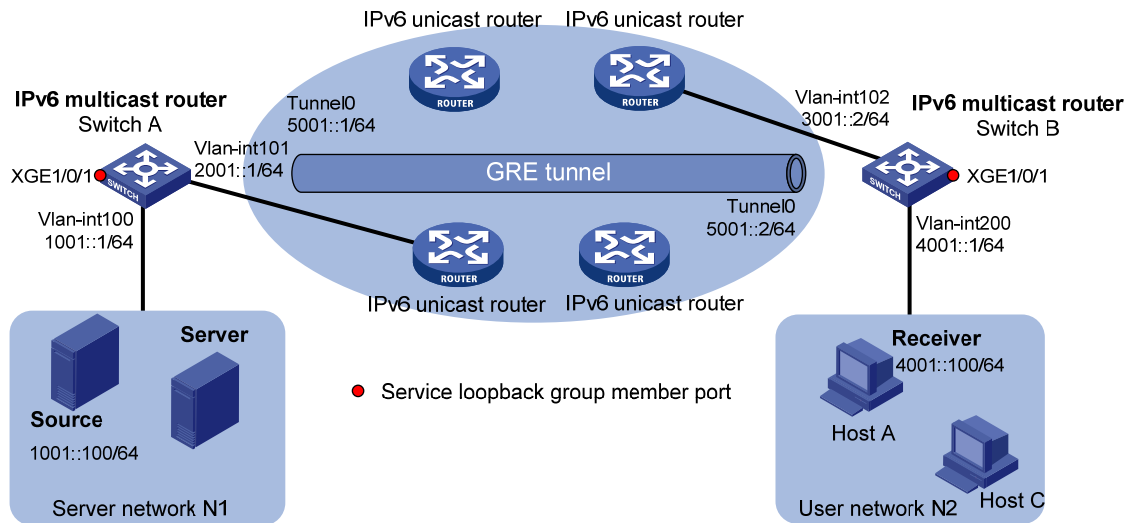 IPv6 unicast router
IPv6 unicast router
ROUTER
ROUTER
IPv6 multicast router
Switch A
Tunnel0
5001::1/64
Vlan-int102
3001::2/64
IPv6 multicast router
Switch B
Vlan-int101
2001::1/64
XGE1/0/1
SWITCH
GRE tunnel
SWITCH
XGE1/0/1
Vlan-int100
1001::1/64
Tunnel0
5001::2/64
Vlan-int200
4001::1/64
ROUTER
ROUTER
IPv6 unicast router
IPv6 unicast router
Server
Source
1001::100/64
Server network N1
Service loopback group member port
Receiver
4001::100/64
Host A
Host C
User network N2